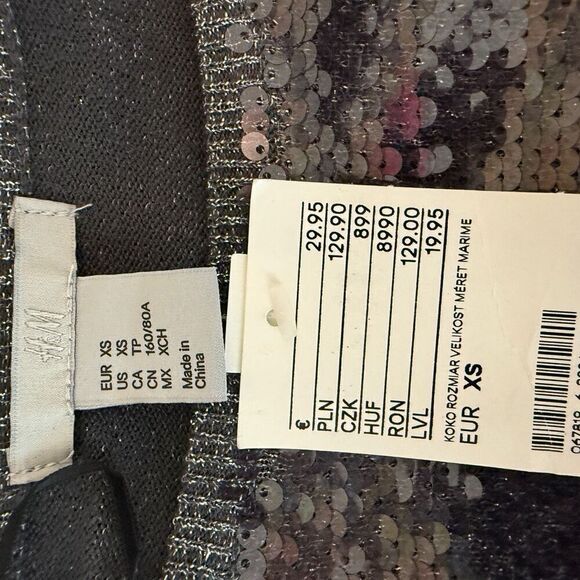 H&M
EUR XS
US XS
CA TP
CN 160/80A
MX XCH
Made in
China
€ 29.95
PLN 129.90
CZK 899
HUF 8990
RON 129.00
LVL 19.95
KOKO ROZMIAR VELIKOST MÉRET MARIME
EUR XS